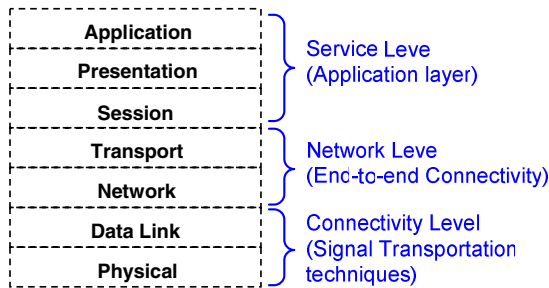 Application
Presentation
Session
Transport
Network
Data Link
Physical
Service Leve
(Application layer)
Network Leve
(End-to-end Connectivity)
Connectivity Level
(Signal Transportation
techniques)